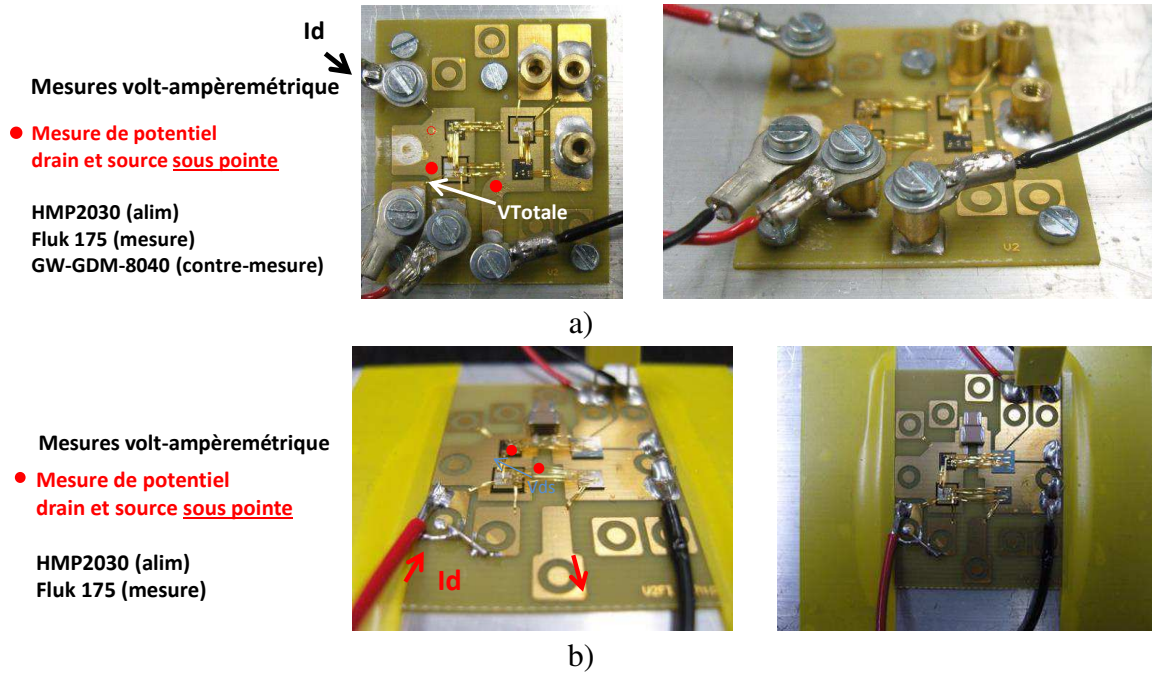 Id
Mesures volt-ampèremétrique
Mesure de potentiel
drain et source sous pointe
VTotale
HMP2030 (alim)
Fluk 175 (mesure)
GW-GDM-8040 (contre-mesure)
V2
V2
a)
Mesures volt-ampèremétrique
Mesure de potentiel
drain et source sous pointe
Vds
HMP2030 (alim)
Fluk 175 (mesure)
Id
b)